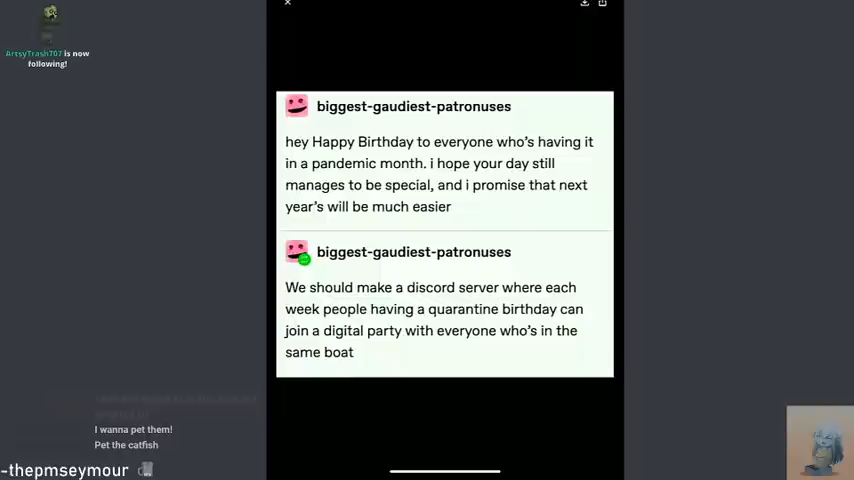 ArtsyTrash707 is now
following!
biggest-gaudiest-patronuses
hey Happy Birthday to everyone who's having it
in a pandemic month. i hope your day still
manages to be special, and i promise that next
year's will be much easier
biggest-gaudiest-patronuses
We should make a discord server where each
week people having a quarantine birthday can
join a digital party with everyone who's in the
same boat
I wanna pet them!
Pet the catfish
-thepmseymour